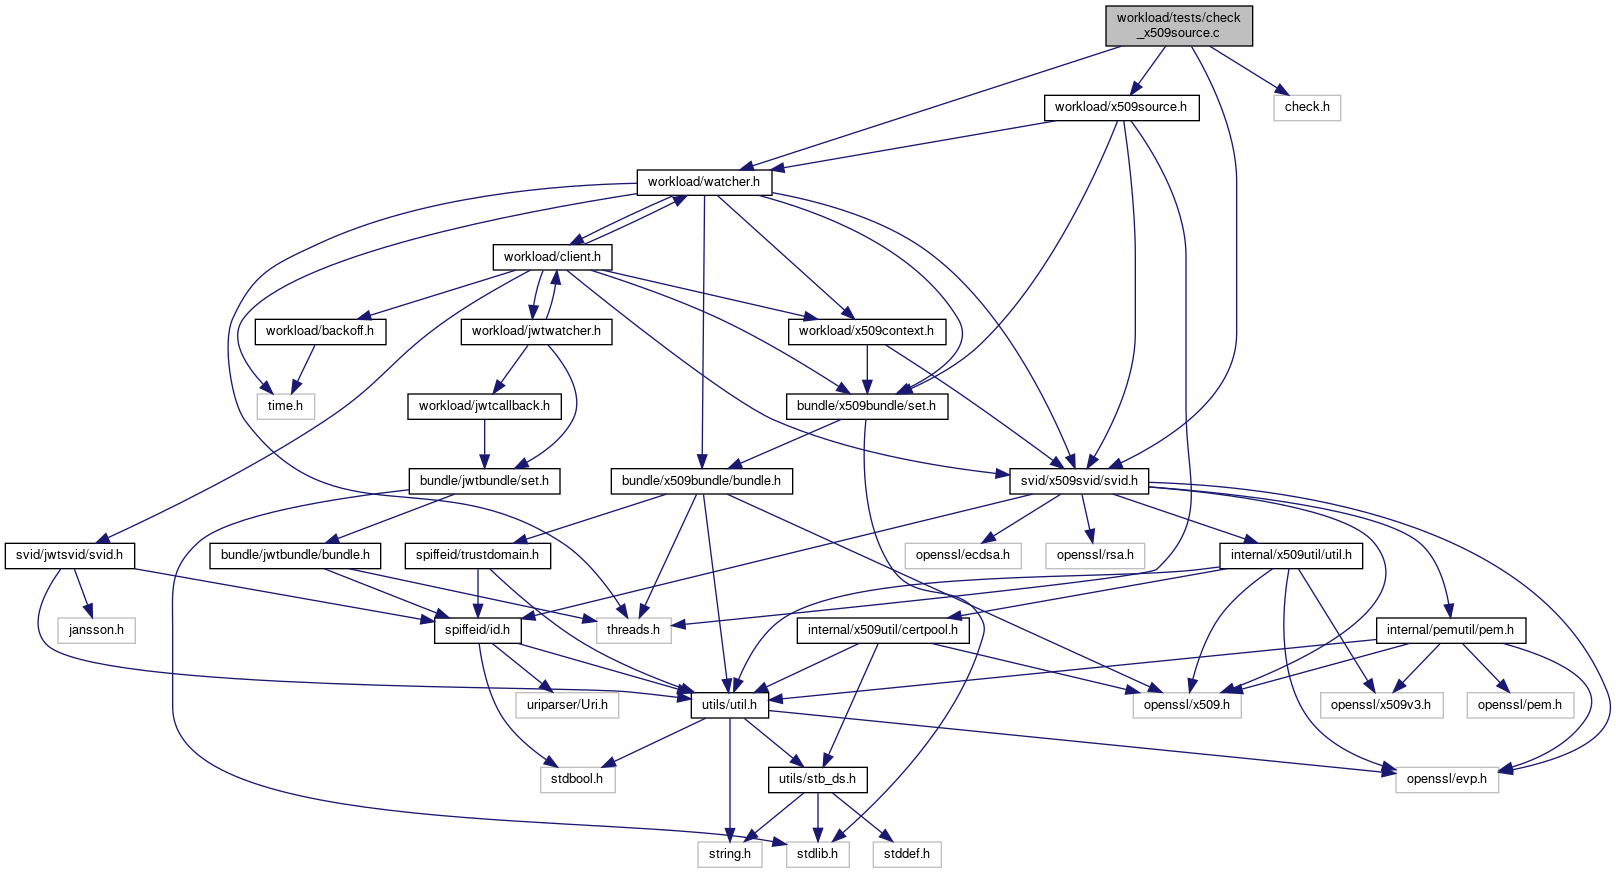 workload/tests/check
_x509source.c
workload/x509source.h
check.h
workload/watcher.h
workload/client.h
workload/backoff.h
workload/jwtwatcher.h
workload/x509context.h
time.h
workload/jwtcallback.h
bundle/x509bundle/set.h
bundle/jwtbundle/set.h
bundle/x509bundle/bundle.h
svid/x509svid/svid.h
svid/jwtsvid/svid.h
bundle/jwtbundle/bundle.h
spiffeid/trustdomain.h
openssl/ecdsa.h
openssl/rsa.h
internal/x509util/util.h
jansson.h
spiffeid/id.h
threads.h
internal/x509util/certpool.h
internal/pemutil/pem.h
uriparser/Uri.h
utils/util.h
openssl/x509.h
openssl/x509v3.h
openssl/pem.h
stdbool.h
utils/stb_ds.h
openssl/evp.h
string.h
stdlib.h
stddef.h